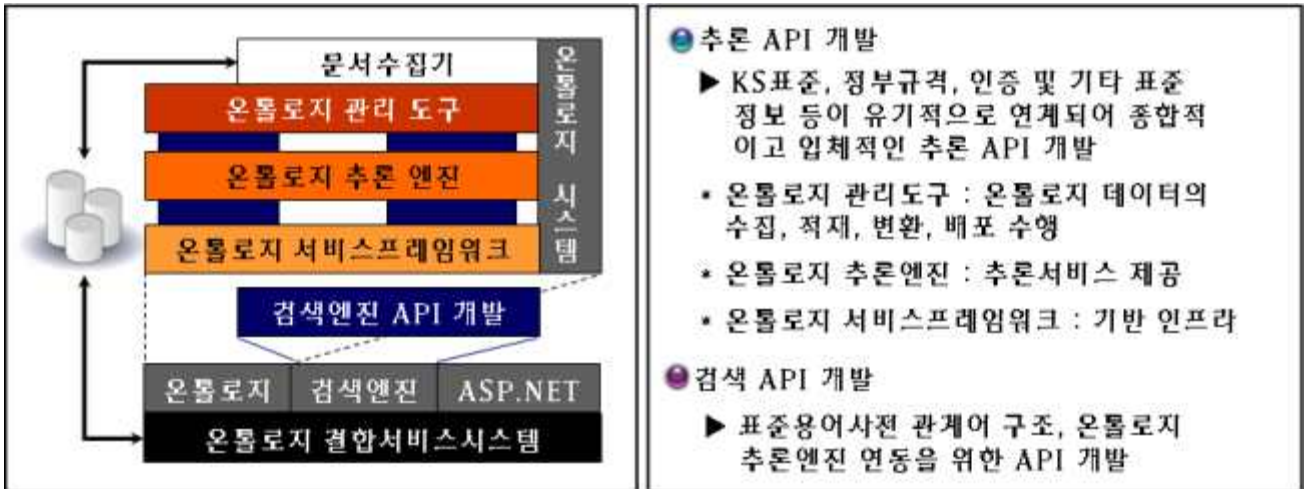 문서수집기
온톨로지 시스템
온톨로지 관리 도구
온톨로지 추론 엔진
온톨로지 서비스프레임워크
검색엔진 API 개발
온톨로지 검색엔진 ASP.NET
온톨로지 결합서비스시스템
추론 API 개발
▶ KS표준, 정부규격, 인증 및 기타 표준
정보 등이 유기적으로 연계되어 종합적
이고 입체적인 추론 API 개발
* 온톨로지 관리도구 : 온톨로지 데이터의
수집, 적재, 변환, 배포 수행
* 온톨로지 추론엔진 : 추론서비스 제공
* 온톨로지 서비스프레임워크 : 기반 인프라
검색 API 개발
▶ 표준용어사전 관계어 구조, 온톨로지
추론엔진 연동을 위한 API 개발